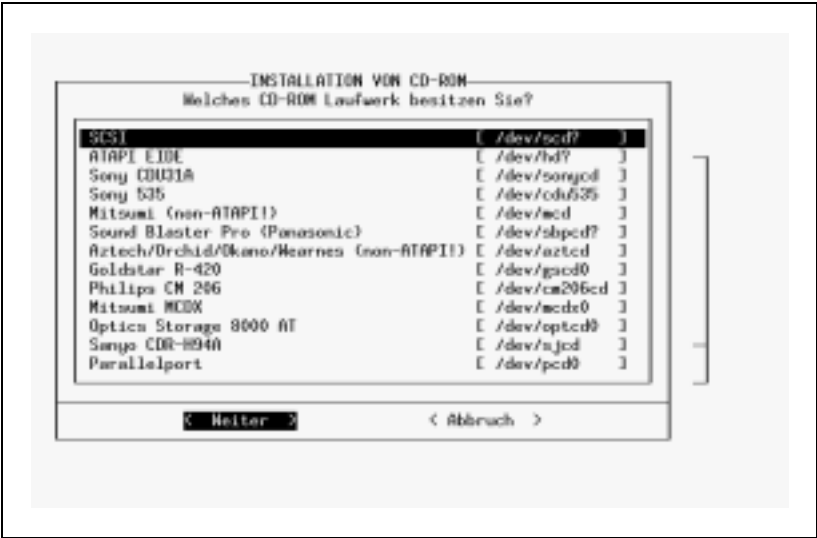 INSTALLATION VON CD-ROM
Welches CD-ROM Laufwerk besitzen Sie?
SCSI [ /dev/scd? ]
ATAPI EIDE [ /dev/hd? ]
Sony CDU31A [ /dev/sonycd ]
Sony 535 [ /dev/cdu535 ]
Mitsumi (non-ATAPI!) [ /dev/mcd ]
Sound Blaster Pro (Panasonic) [ /dev/sbpcd? ]
Aztech/Orchid/Okano/Wearnes (non-ATAPI!) [ /dev/aztcd ]
Goldstar R-420 [ /dev/gscd0 ]
Philips CM 206 [ /dev/cm206cd ]
Mitsumi MCDX [ /dev/mcdx0 ]
Optics Storage 8000 AT [ /dev/optcd0 ]
Sanyo CDR-H94A [ /dev/sjcd ]
Parallelport [ /dev/pcd0 ]
< Weiter > < Abbruch >